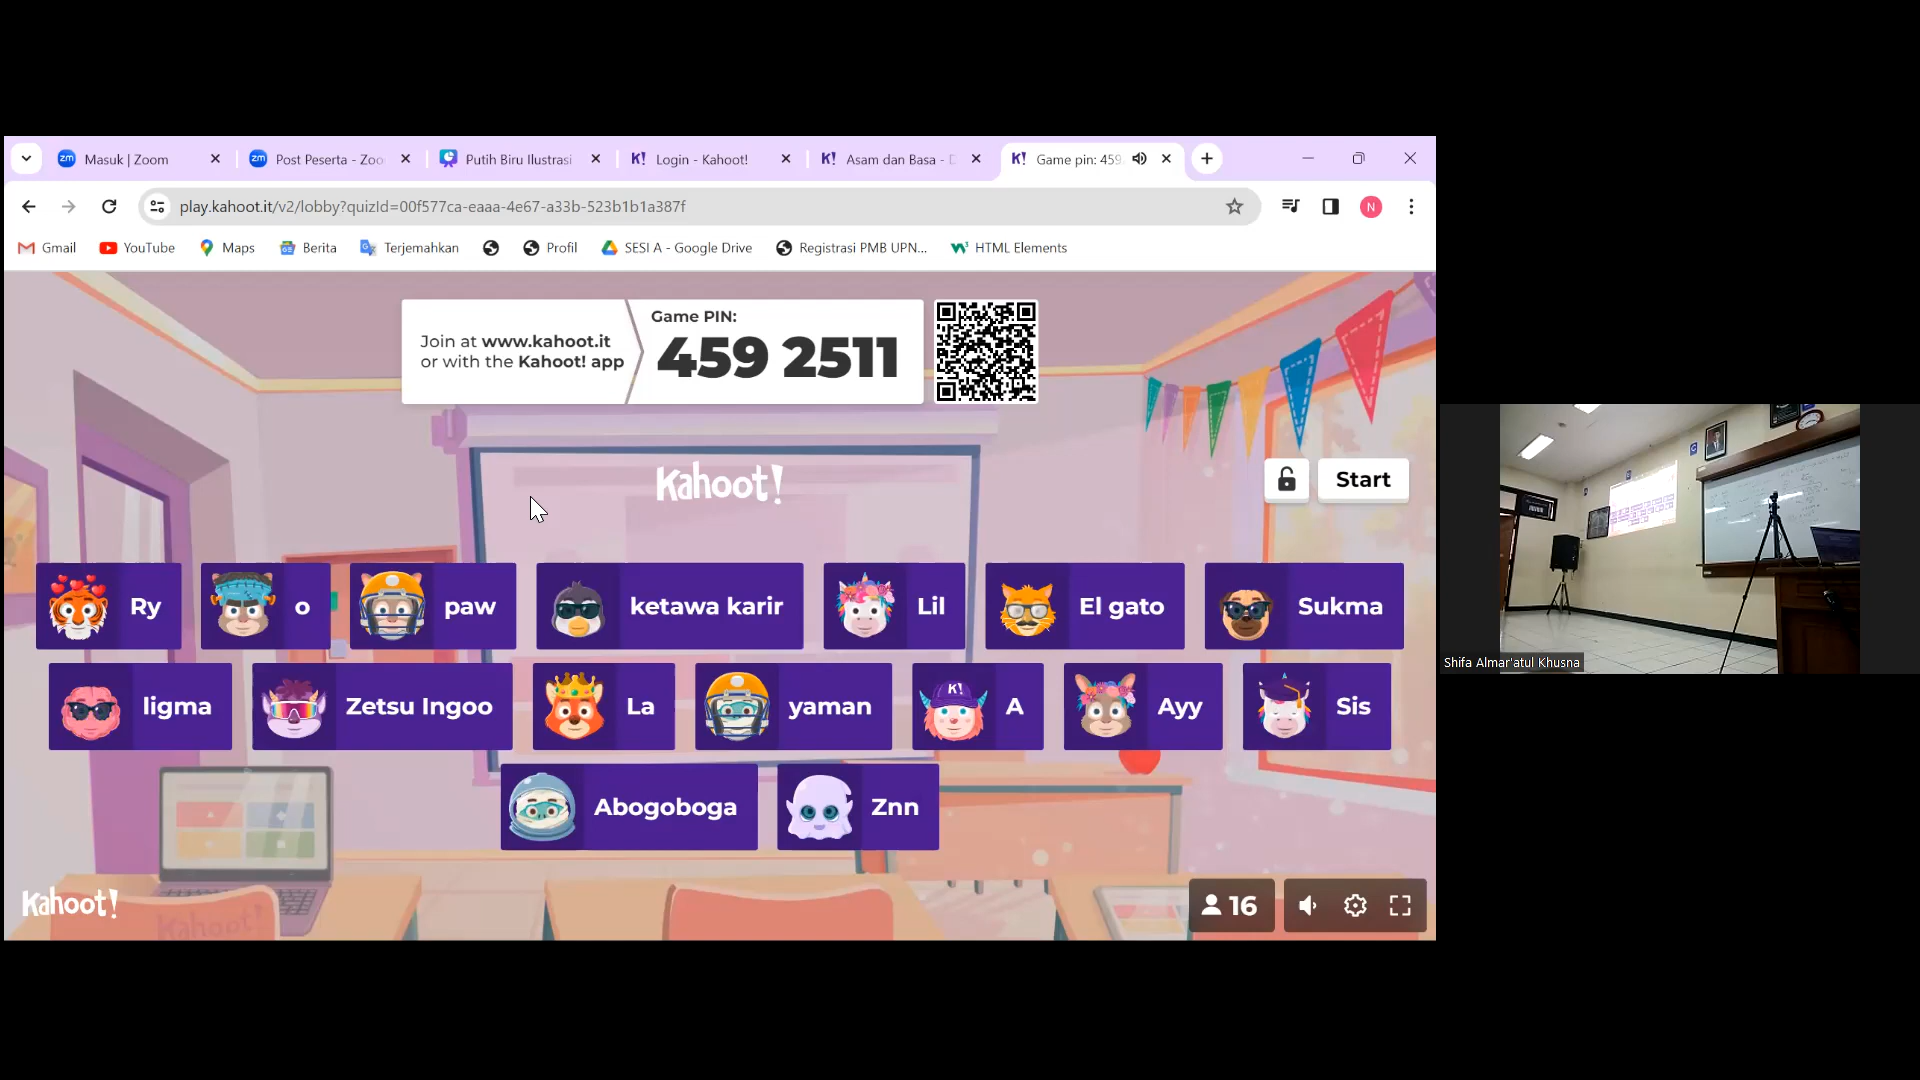 Masuk | Zoom
Post Peserta - Zoo
Putih Biru Ilustrasi
Login - Kahoot!
Asam dan Basa - D
Game pin: 459
play.kahoot.it/v2/lobby?quizId=00f577ca-eaaa-4e67-a33b-523b1b1a387f
N
Gmail
YouTube
Maps
Berita
Terjemahkan
Profil
SESI A - Google Drive
Registrasi PMB UPN...
HTML Elements
Join at www.kahoot.it
or with the Kahoot! app
Game PIN:
459 2511
Kahoot!
Start
Ry
o
paw
ketawa karir
Lil
El gato
Sukma
ligma
Zetsu Ingoo
La
yaman
A
Ayy
Sis
Abogoboga
Znn
Kahoot!
16
Shifa Almar'atul Khusna